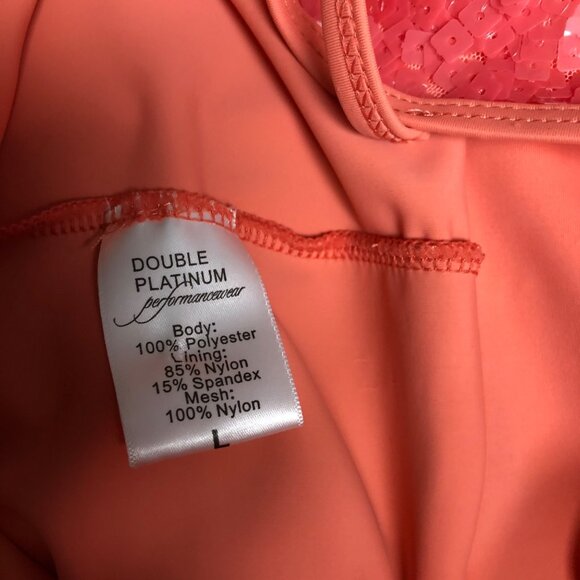 DOUBLE
PLATINUM
performancewear
Body:
100% Polyester
Lining:
85% Nylon
15% Spandex
Mesh:
100% Nylon
L